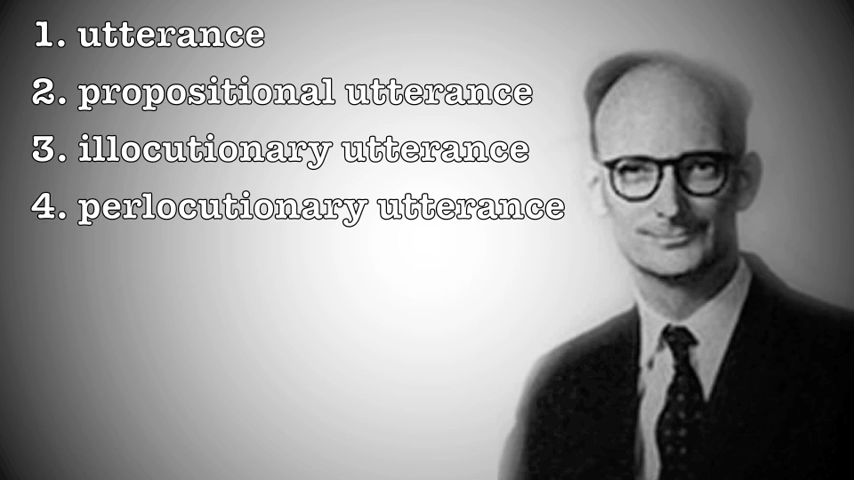 1. utterance
2. propositional utterance
3. illocutionary utterance
4. perlocutionary utterance